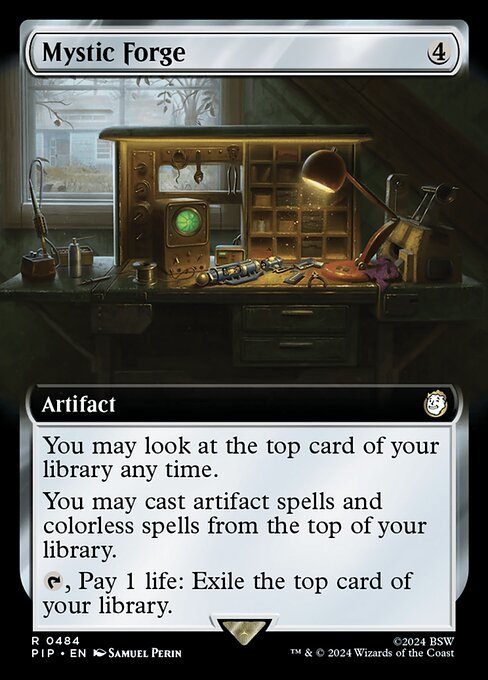 Mystic Forge 4
Artifact
You may look at the top card of your
library any time.
You may cast artifact spells and
colorless spells from the top of your
library.
, Pay 1 life: Exile the top card of
your library.
R 0484
PIP • EN Samuel Perin
©2024 BSW
™ & © 2024 Wizards of the Coast